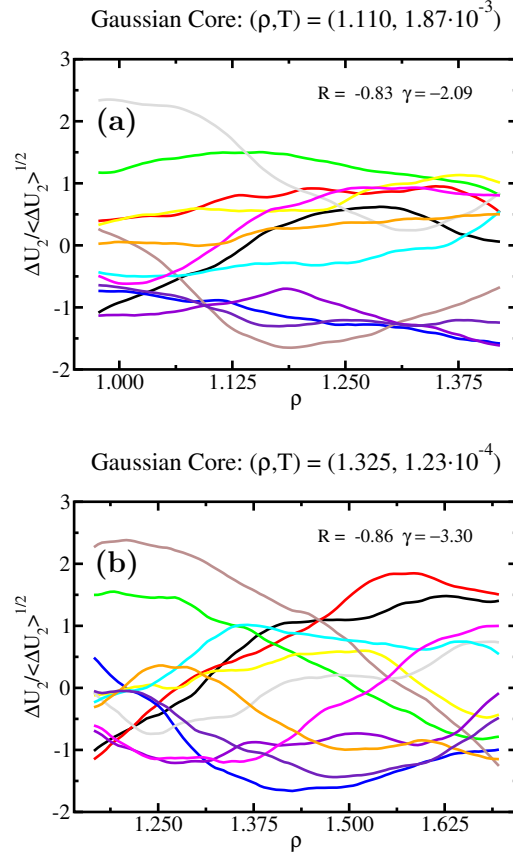 Gaussian Core: (ρ,T) = (1.110, 1.87·10⁻³)
3
2
1
0
-1
-2
ΔU₂/<ΔU₂>^1/2
(a)
R = -0.83 γ = −2.09
1.000 1.125 1.250 1.375
ρ
Gaussian Core: (ρ,T) = (1.325, 1.23·10⁻⁴)
3
2
1
0
-1
-2
ΔU₂/<ΔU₂>^1/2
(b)
R = -0.86 γ = −3.30
1.250 1.375 1.500 1.625
ρ